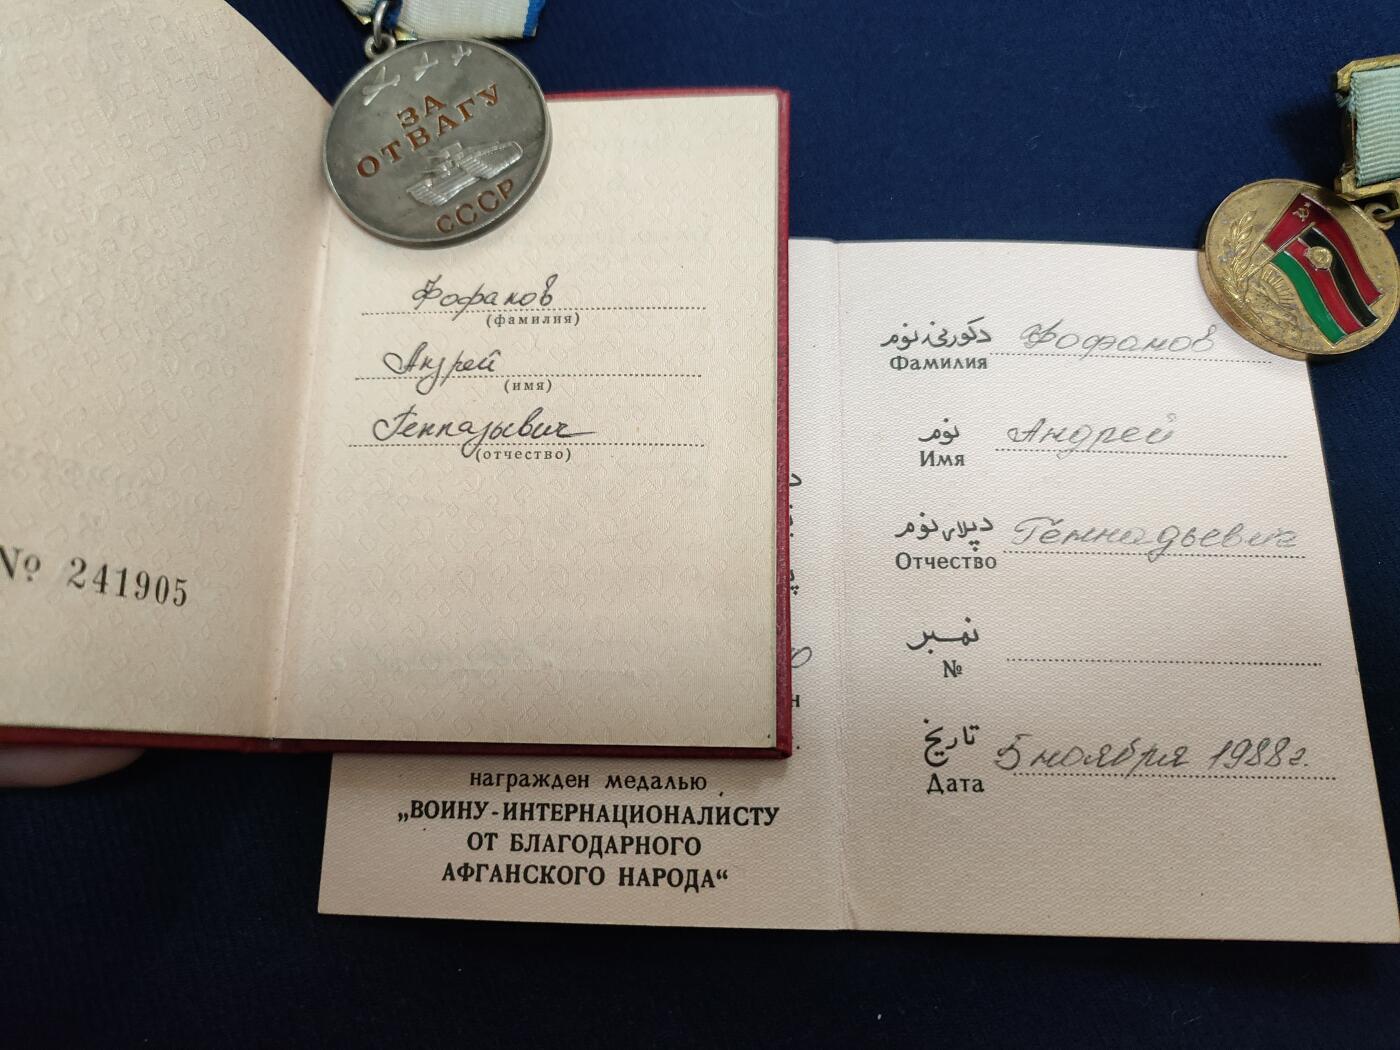 ЗА
ОТВАГУ
СССР
Фофанов
(фамилия)
Андрей
(имя)
Геннадьевич
(отчество)
№ 241905
награжден медалью
„ВОИНУ-ИНТЕРНАЦИОНАЛИСТУ
ОТ БЛАГОДАРНОГО
АФГАНСКОГО НАРОДА“
دکورنۍ نوم Фофанов
Фамилия
نوم Андрей
Имя
دپلار نوم Геннадьевич
Отчество
نمبر
№
تاریخ 5 ноября 1988г.
Дата